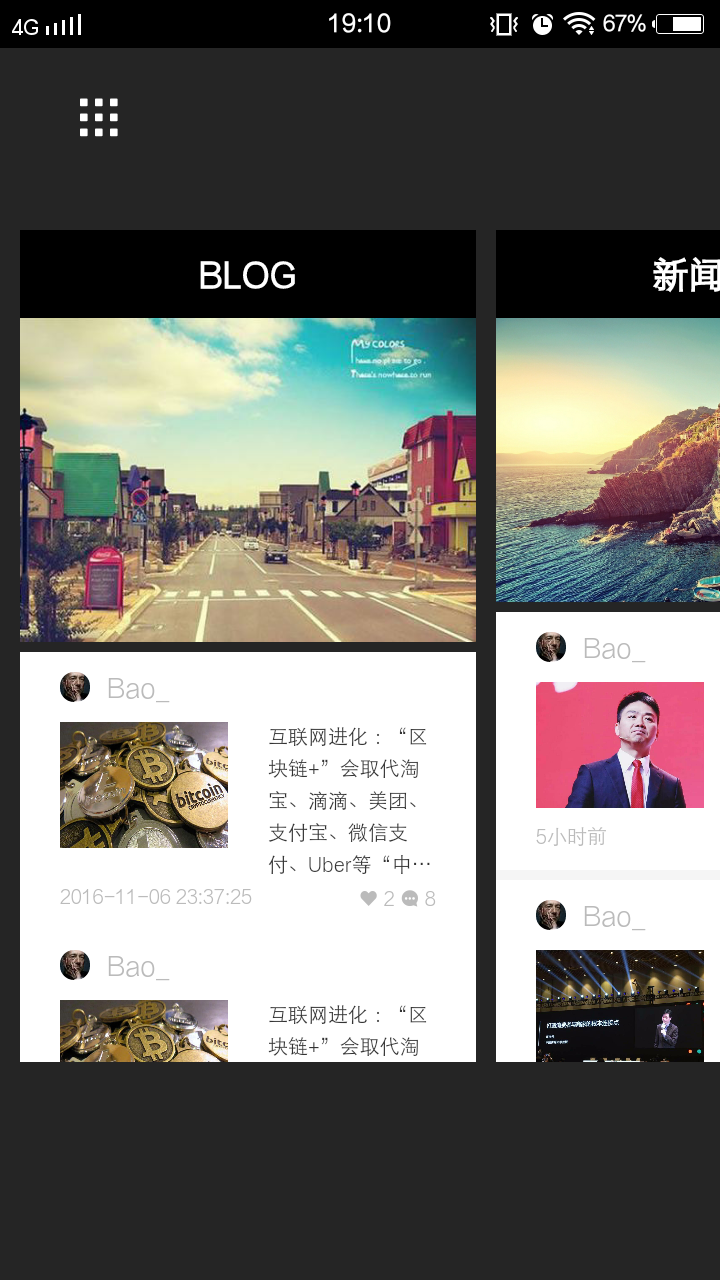 4G 19:10 67%
BLOG
My COLORS
have no place to go .
There's nowhere to run
Bao_
bitcoin
互联网进化 : “区
块链+”会取代淘
宝、滴滴、美团、
支付宝、微信支
付、Uber等“中…
2016-11-06 23:37:25 2 8
Bao_
互联网进化 : “区
块链+”会取代淘
新闻
Bao_
5小时前
Bao_